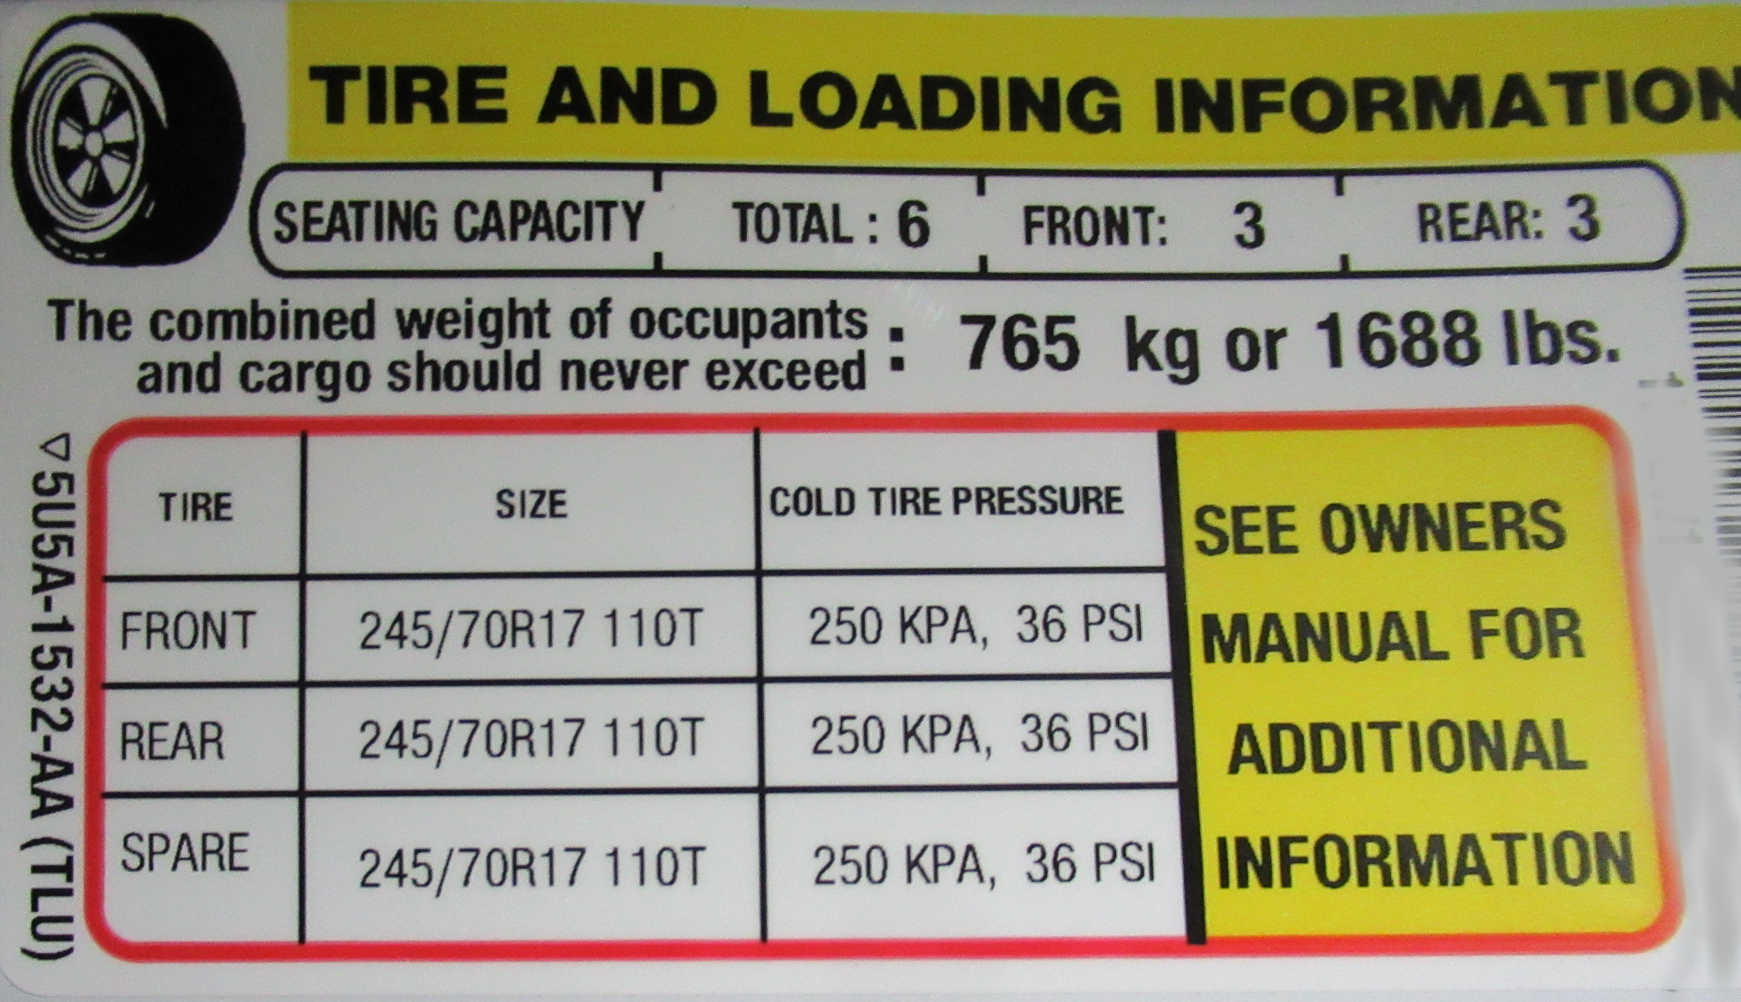 TIRE AND LOADING INFORMATION
SEATING CAPACITY TOTAL : 6 FRONT: 3 REAR: 3
The combined weight of occupants
and cargo should never exceed : 765 kg or 1688 lbs.
TIRE SIZE COLD TIRE PRESSURE
FRONT 245/70R17 110T 250 KPA, 36 PSI
REAR 245/70R17 110T 250 KPA, 36 PSI
SPARE 245/70R17 110T 250 KPA, 36 PSI
SEE OWNERS
MANUAL FOR
ADDITIONAL
INFORMATION
5U5A-1532-AA (TLU)